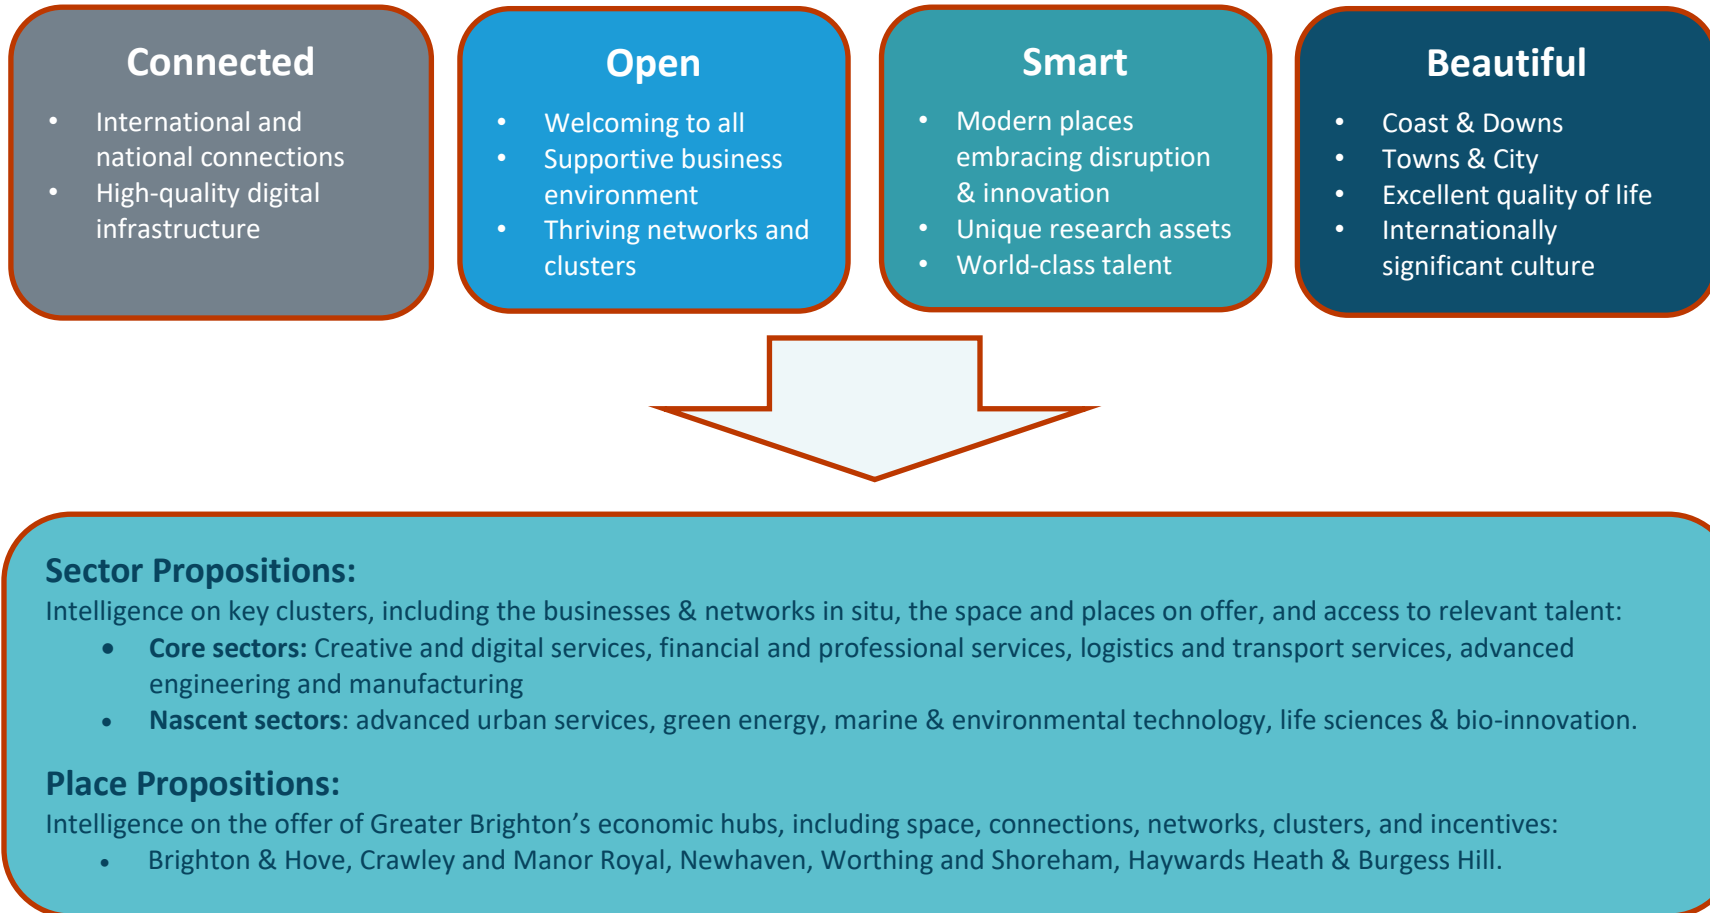 Connected
• International and
national connections
• High-quality digital
infrastructure
Open
• Welcoming to all
• Supportive business
environment
• Thriving networks and
clusters
Smart
• Modern places
embracing disruption
& innovation
• Unique research assets
• World-class talent
Beautiful
• Coast & Downs
• Towns & City
• Excellent quality of life
• Internationally
significant culture
Sector Propositions:
Intelligence on key clusters, including the businesses & networks in situ, the space and places on offer, and access to relevant talent:
• Core sectors: Creative and digital services, financial and professional services, logistics and transport services, advanced
engineering and manufacturing
• Nascent sectors: advanced urban services, green energy, marine & environmental technology, life sciences & bio-innovation.
Place Propositions:
Intelligence on the offer of Greater Brighton’s economic hubs, including space, connections, networks, clusters, and incentives:
• Brighton & Hove, Crawley and Manor Royal, Newhaven, Worthing and Shoreham, Haywards Heath & Burgess Hill.